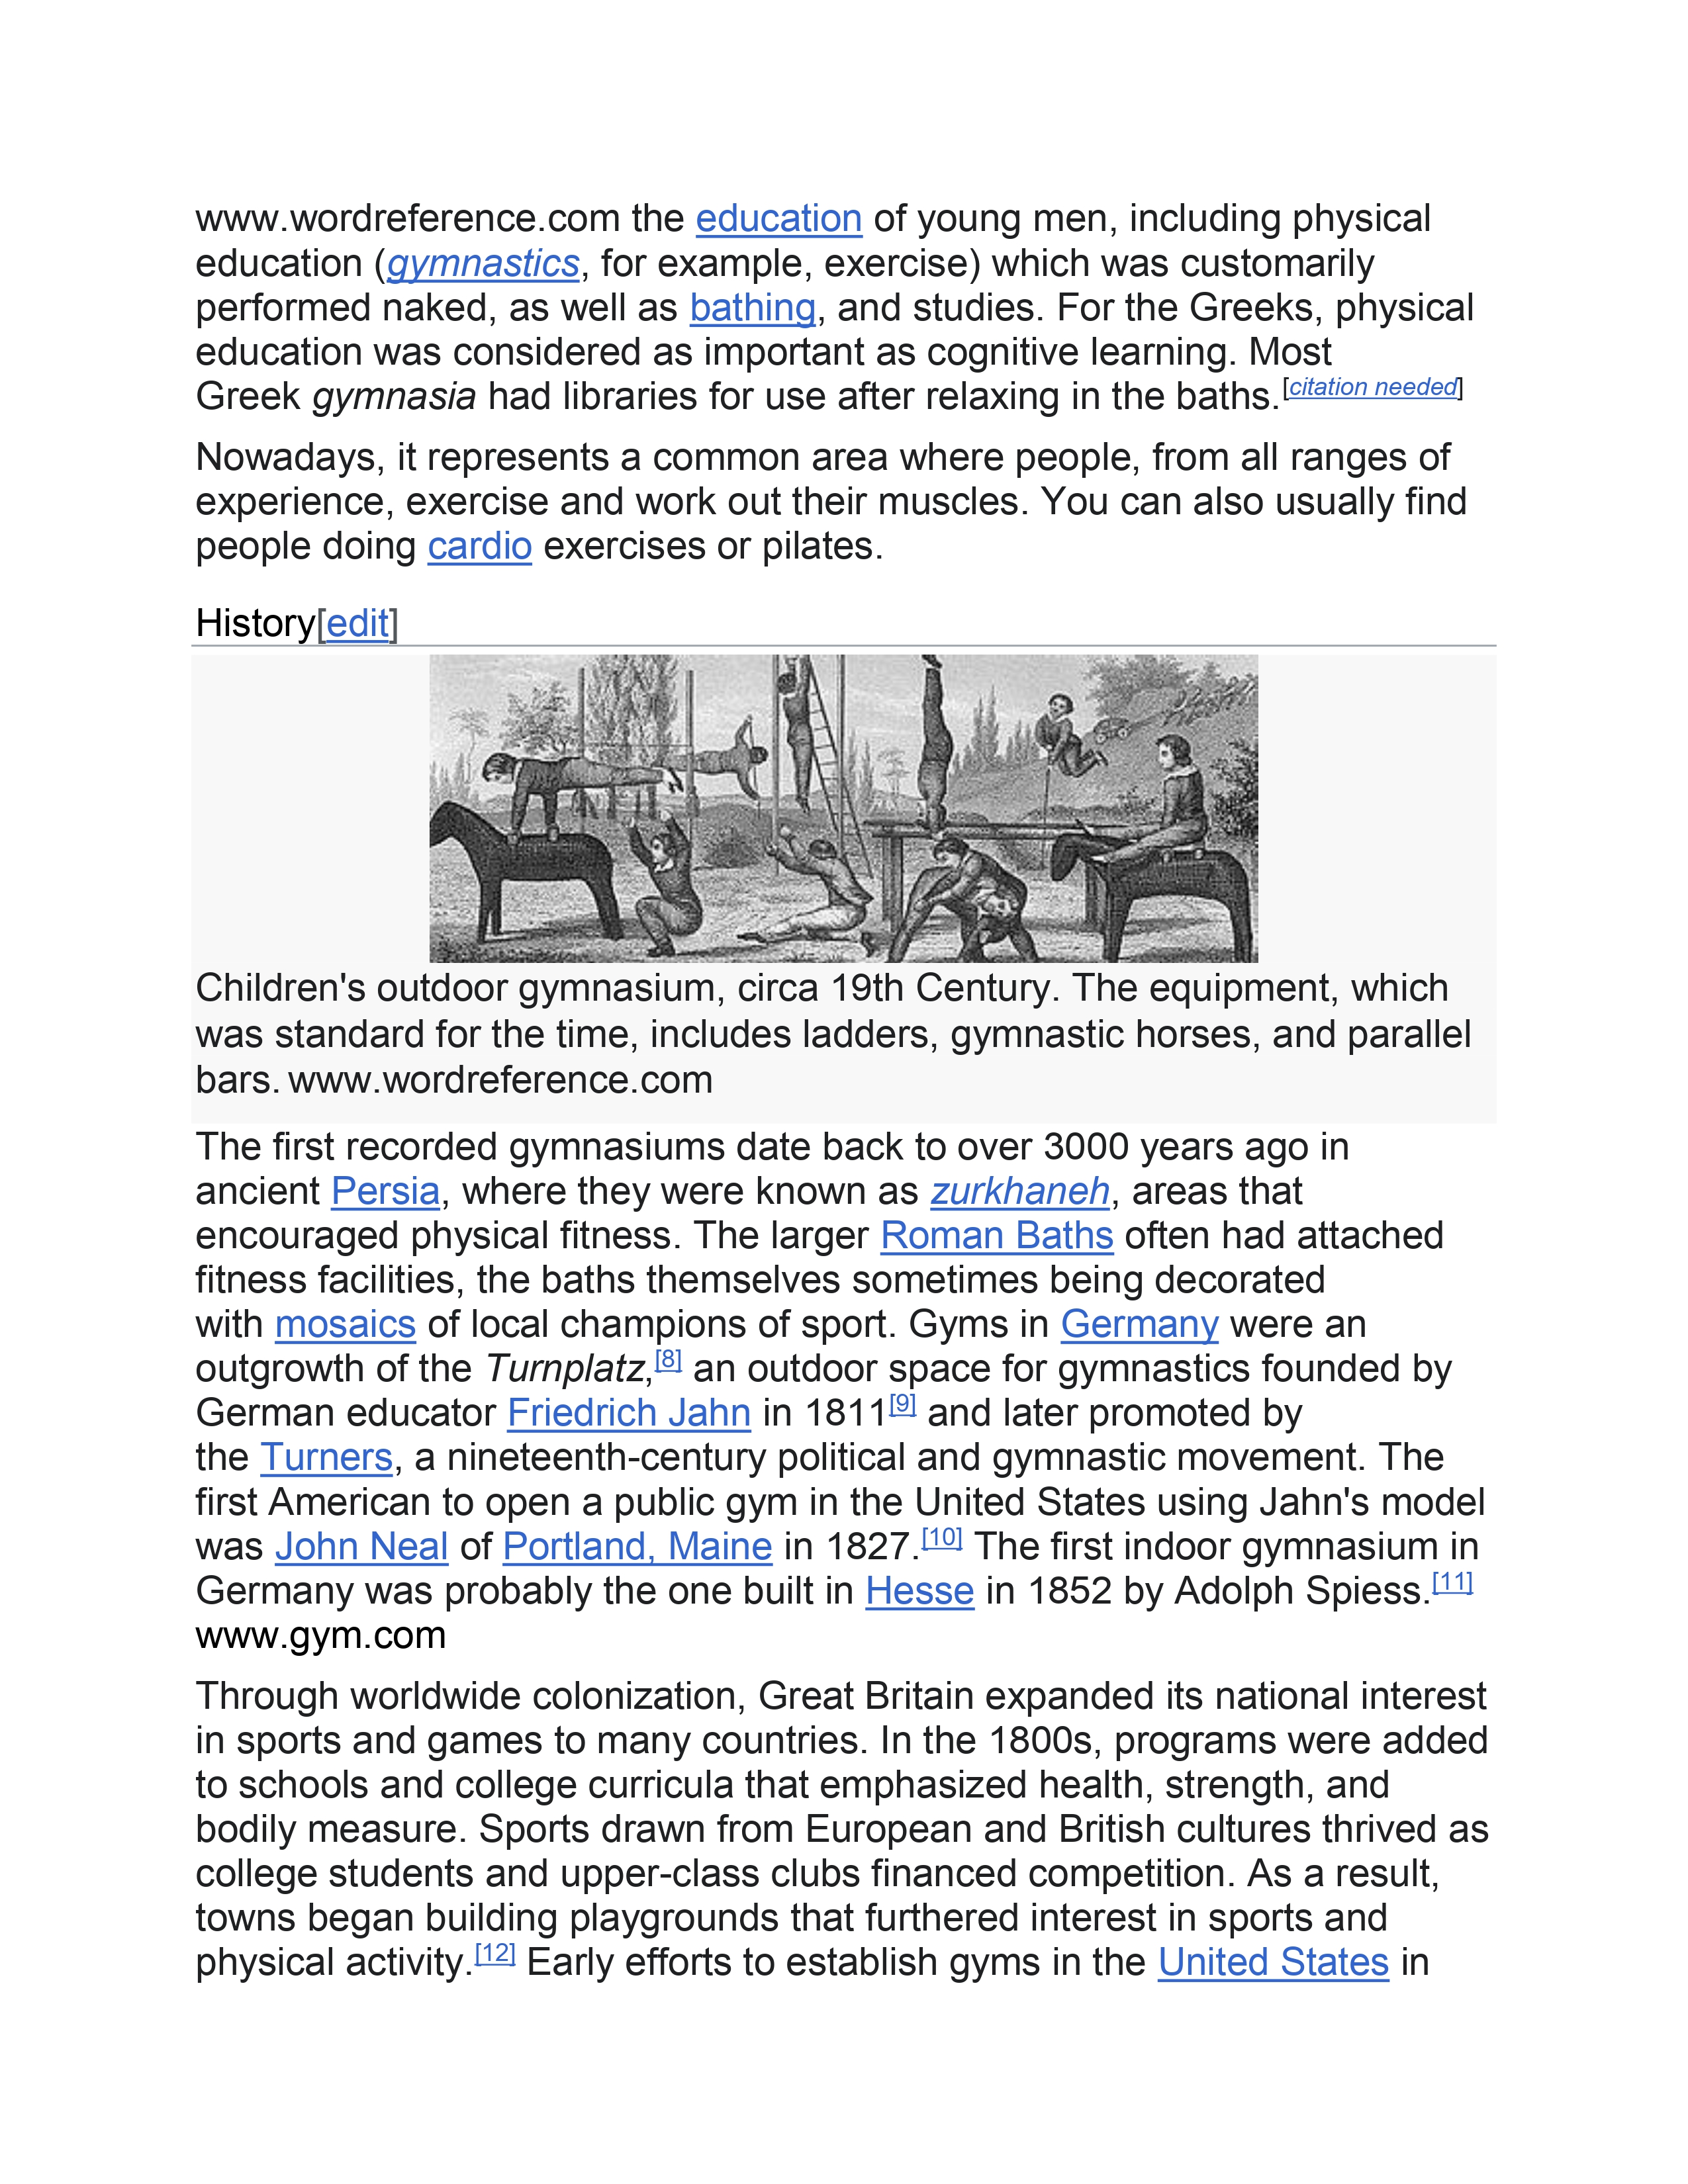 www.wordreference.com the education of young men, including physical
education (gymnastics, for example, exercise) which was customarily
performed naked, as well as bathing, and studies. For the Greeks, physical
education was considered as important as cognitive learning. Most
Greek gymnasia had libraries for use after relaxing in the baths.[citation needed]
Nowadays, it represents a common area where people, from all ranges of
experience, exercise and work out their muscles. You can also usually find
people doing cardio exercises or pilates.
History[edit]
Children's outdoor gymnasium, circa 19th Century. The equipment, which
was standard for the time, includes ladders, gymnastic horses, and parallel
bars. www.wordreference.com
The first recorded gymnasiums date back to over 3000 years ago in
ancient Persia, where they were known as zurkhaneh, areas that
encouraged physical fitness. The larger Roman Baths often had attached
fitness facilities, the baths themselves sometimes being decorated
with mosaics of local champions of sport. Gyms in Germany were an
outgrowth of the Turnplatz,[8] an outdoor space for gymnastics founded by
German educator Friedrich Jahn in 1811[9] and later promoted by
the Turners, a nineteenth-century political and gymnastic movement. The
first American to open a public gym in the United States using Jahn's model
was John Neal of Portland, Maine in 1827.[10] The first indoor gymnasium in
Germany was probably the one built in Hesse in 1852 by Adolph Spiess.[11]
www.gym.com
Through worldwide colonization, Great Britain expanded its national interest
in sports and games to many countries. In the 1800s, programs were added
to schools and college curricula that emphasized health, strength, and
bodily measure. Sports drawn from European and British cultures thrived as
college students and upper-class clubs financed competition. As a result,
towns began building playgrounds that furthered interest in sports and
physical activity.[12] Early efforts to establish gyms in the United States in